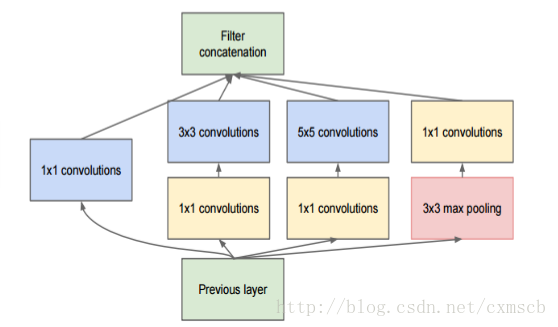 Filter
concatenation
3x3 convolutions
5x5 convolutions
1x1 convolutions
1x1 convolutions
1x1 convolutions
1x1 convolutions
3x3 max pooling
Previous layer
http://blog.csdn.net/cxmscb